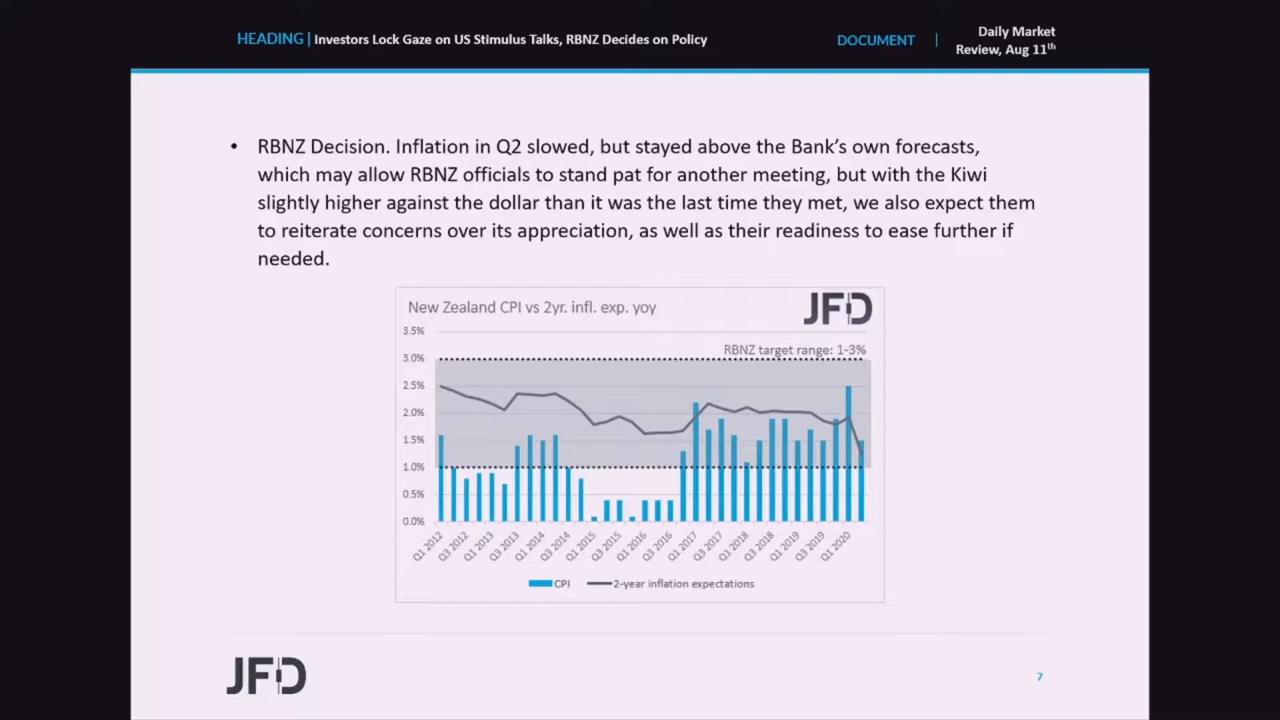 HEADING | Investors Lock Gaze on US Stimulus Talks, RBNZ Decides on Policy
DOCUMENT |
Daily Market
Review, Aug 11th
• RBNZ Decision. Inflation in Q2 slowed, but stayed above the Bank's own forecasts,
which may allow RBNZ officials to stand pat for another meeting, but with the Kiwi
slightly higher against the dollar than it was the last time they met, we also expect them
to reiterate concerns over its appreciation, as well as their readiness to ease further if
needed.
New Zealand CPI vs 2yr. infl. exp. yoy
JFD
RBNZ target range: 1-3%
3.5%
3.0%
2.5%
2.0%
1.5%
1.0%
0.5%
0.0%
Q1 2012
Q3 2012
Q1 2013
Q3 2013
Q1 2014
Q3 2014
Q1 2015
Q3 2015
Q1 2016
Q3 2016
Q1 2017
Q3 2017
Q1 2018
Q3 2018
Q1 2019
Q3 2019
Q1 2020
CPI
2-year inflation expectations
JFD
7